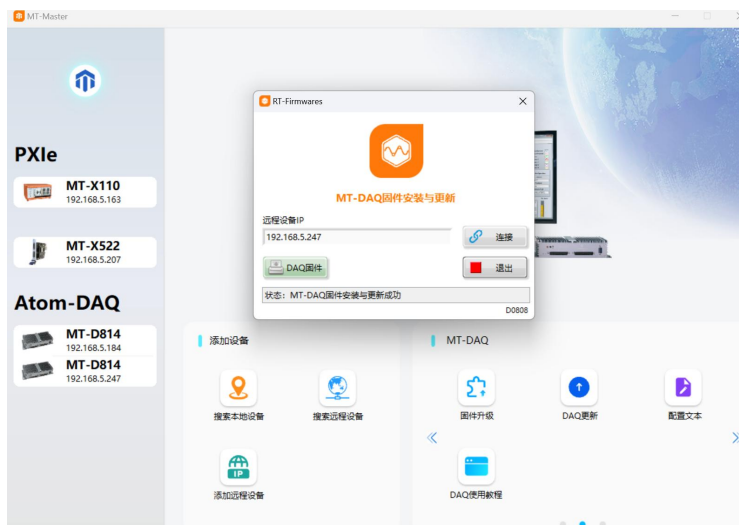 MT-Master
PXIe
MT-X110
192.168.5.163
MT-X522
192.168.5.207
Atom-DAQ
MT-D814
192.168.5.184
MT-D814
192.168.5.247
RT-Firmwares
MT-DAQ固件安装与更新
远程设备IP
192.168.5.247
连接
DAQ固件
退出
状态：MT-DAQ固件安装与更新成功
D0808
添加设备
搜索本地设备
搜索远程设备
IP
添加远程设备
MT-DAQ
固件升级
DAQ更新
配置文本
DAQ使用教程